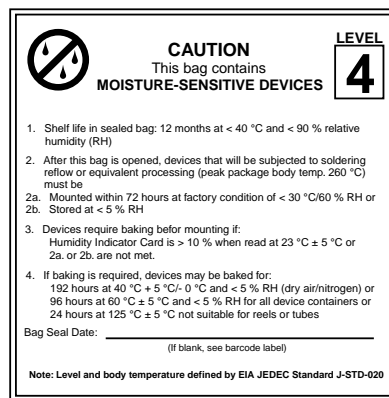 CAUTION
This bag contains
MOISTURE-SENSITIVE DEVICES
LEVEL
4
1. Shelf life in sealed bag: 12 months at < 40 °C and < 90 % relative
humidity (RH)
2. After this bag is opened, devices that will be subjected to soldering
reflow or equivalent processing (peak package body temp. 260 °C)
must be
2a. Mounted within 72 hours at factory condition of < 30 °C/60 % RH or
2b. Stored at < 5 % RH
3. Devices require baking befor mounting if:
Humidity Indicator Card is > 10 % when read at 23 °C ± 5 °C or
2a. or 2b. are not met.
4. If baking is required, devices may be baked for:
192 hours at 40 °C + 5 °C/- 0 °C and < 5 % RH (dry air/nitrogen) or
96 hours at 60 °C ± 5 °C and < 5 % RH for all device containers or
24 hours at 125 °C ± 5 °C not suitable for reels or tubes
Bag Seal Date:
(If blank, see barcode label)
Note: Level and body temperature defined by EIA JEDEC Standard J-STD-020